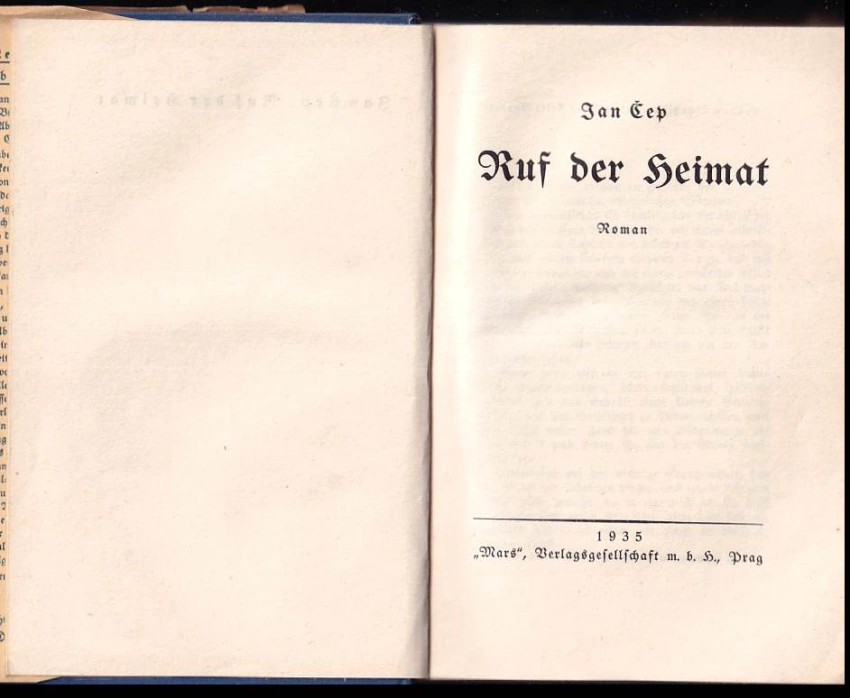 Jan Čep
Ruf der Heimat
Roman
1935
„Mars“, Verlagsgesellschaft m. b. H., Prag